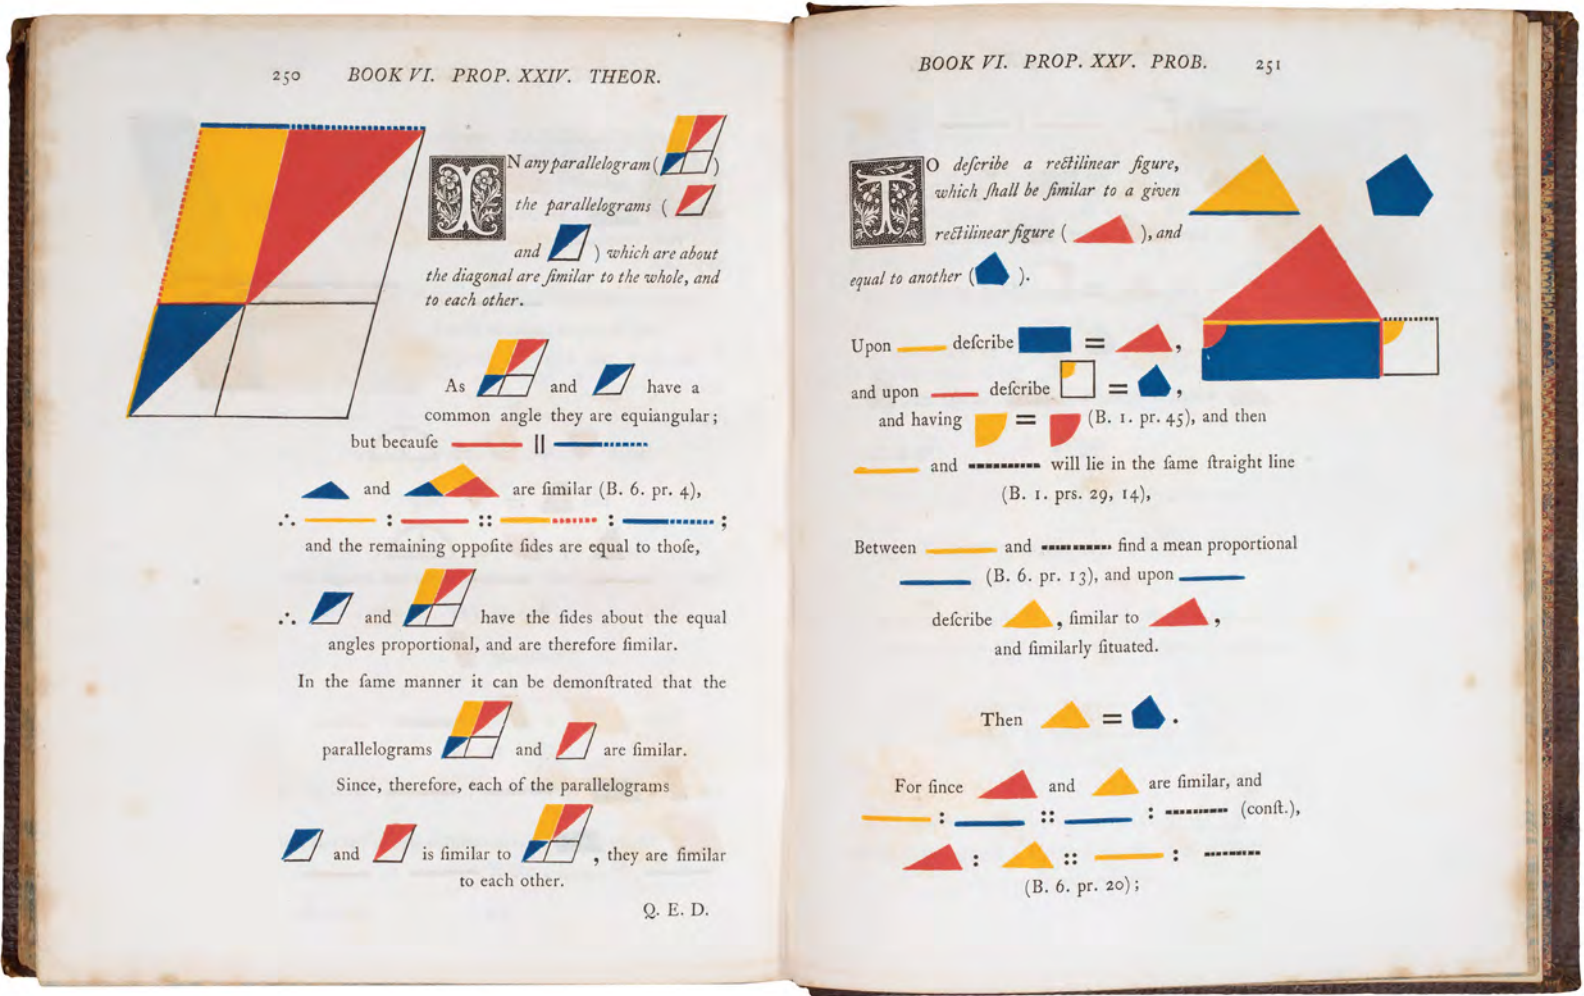 250 BOOK VI. PROP. XXIV. THEOR.
IN any parallelogram ( )
the parallelograms (
and ) which are about
the diagonal are ſimilar to the whole, and
to each other.
As and have a
common angle they are equiangular;
but becauſe ||
and are ſimilar (B. 6. pr. 4),
∴ : :: : ;
and the remaining oppoſite ſides are equal to thoſe,
∴ and have the ſides about the equal
angles proportional, and are therefore ſimilar.
In the ſame manner it can be demonſtrated that the
parallelograms and are ſimilar.
Since, therefore, each of the parallelograms
and is ſimilar to , they are ſimilar
to each other.
Q. E. D.
BOOK VI. PROP. XXV. PROB. 251
TO deſcribe a rectilinear figure,
which ſhall be ſimilar to a given
rectilinear figure ( ), and
equal to another ( ).
Upon deſcribe = ,
and upon deſcribe = ,
and having = (B. 1. pr. 45), and then
and will lie in the ſame ſtraight line
(B. 1. prs. 29, 14),
Between and find a mean proportional
(B. 6. pr. 13), and upon
deſcribe , ſimilar to ,
and ſimilarly ſituated.
Then = .
For ſince and are ſimilar, and
: :: : (conſt.),
: :: :
(B. 6. pr. 20);